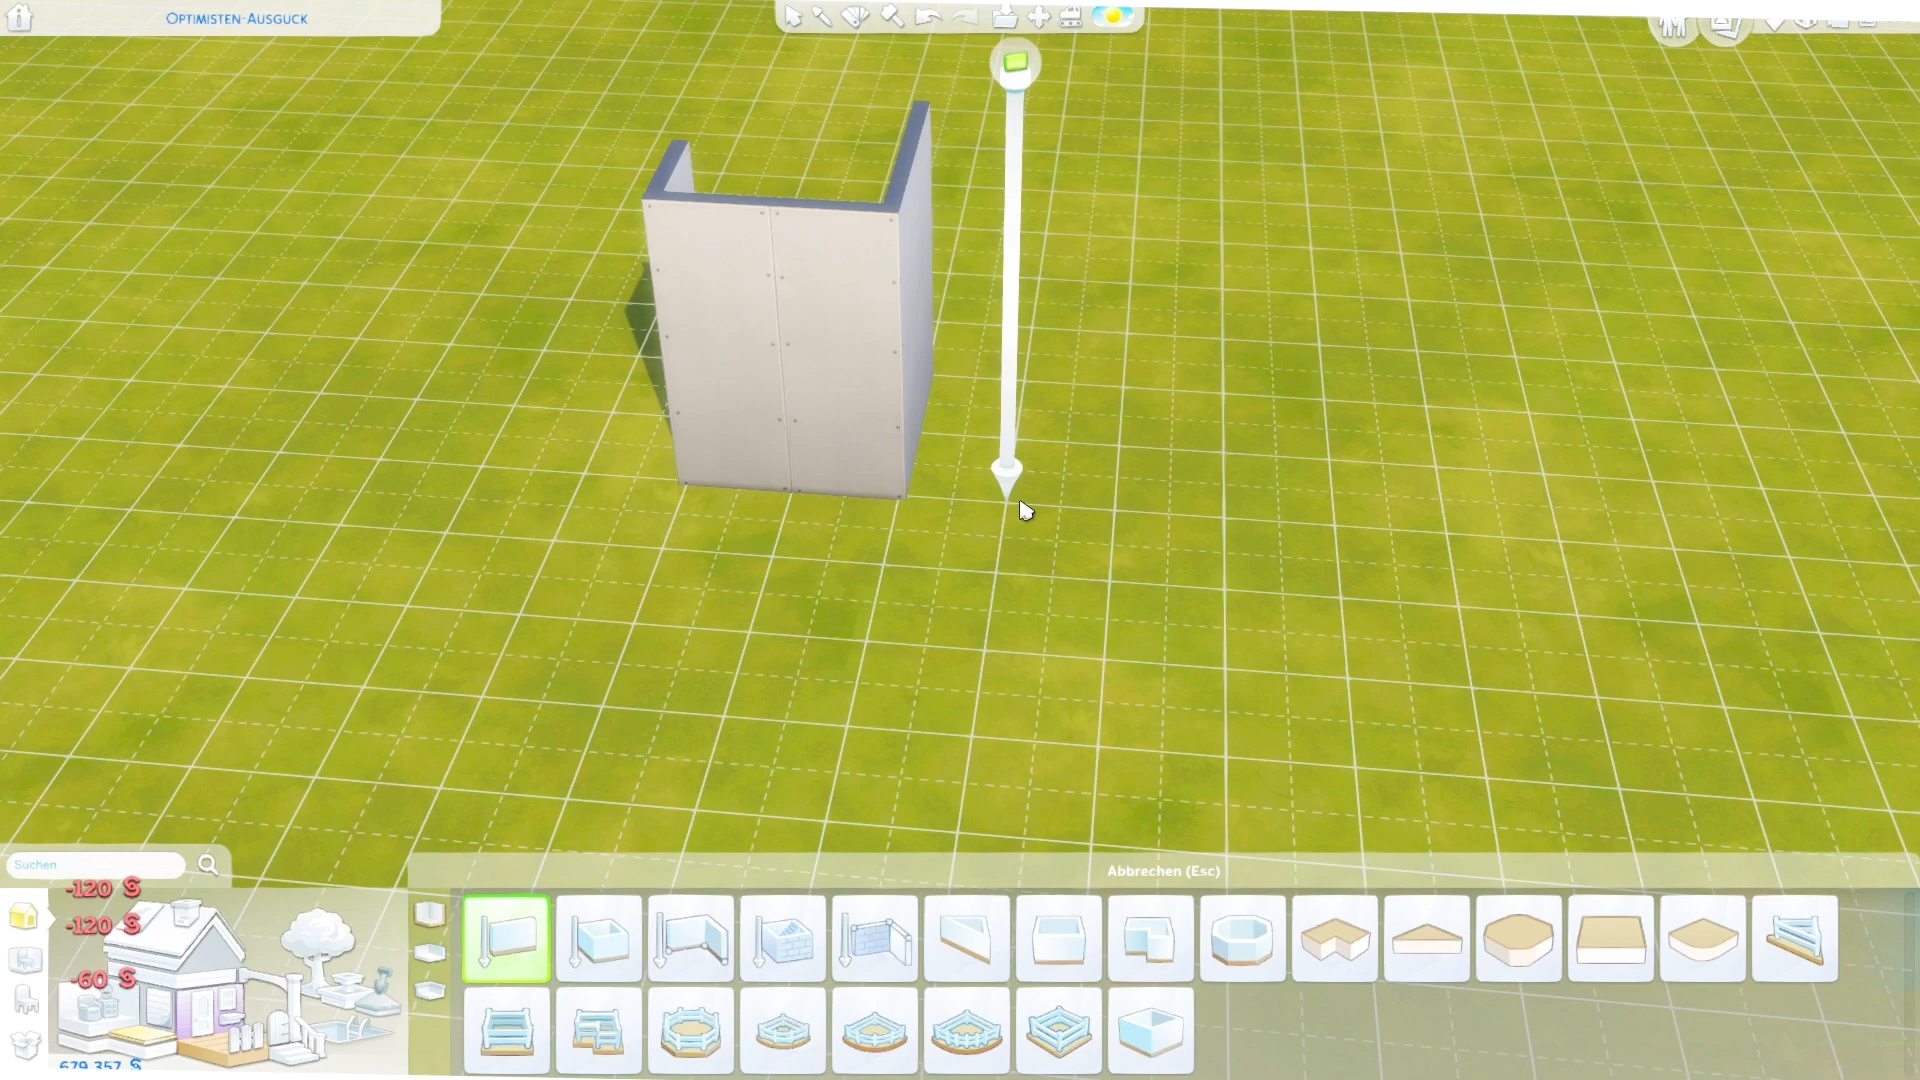 Optimisten-Ausguck
Abbrechen (Esc)
Suchen
-120 §
-120 §
-60 §
679.357 §